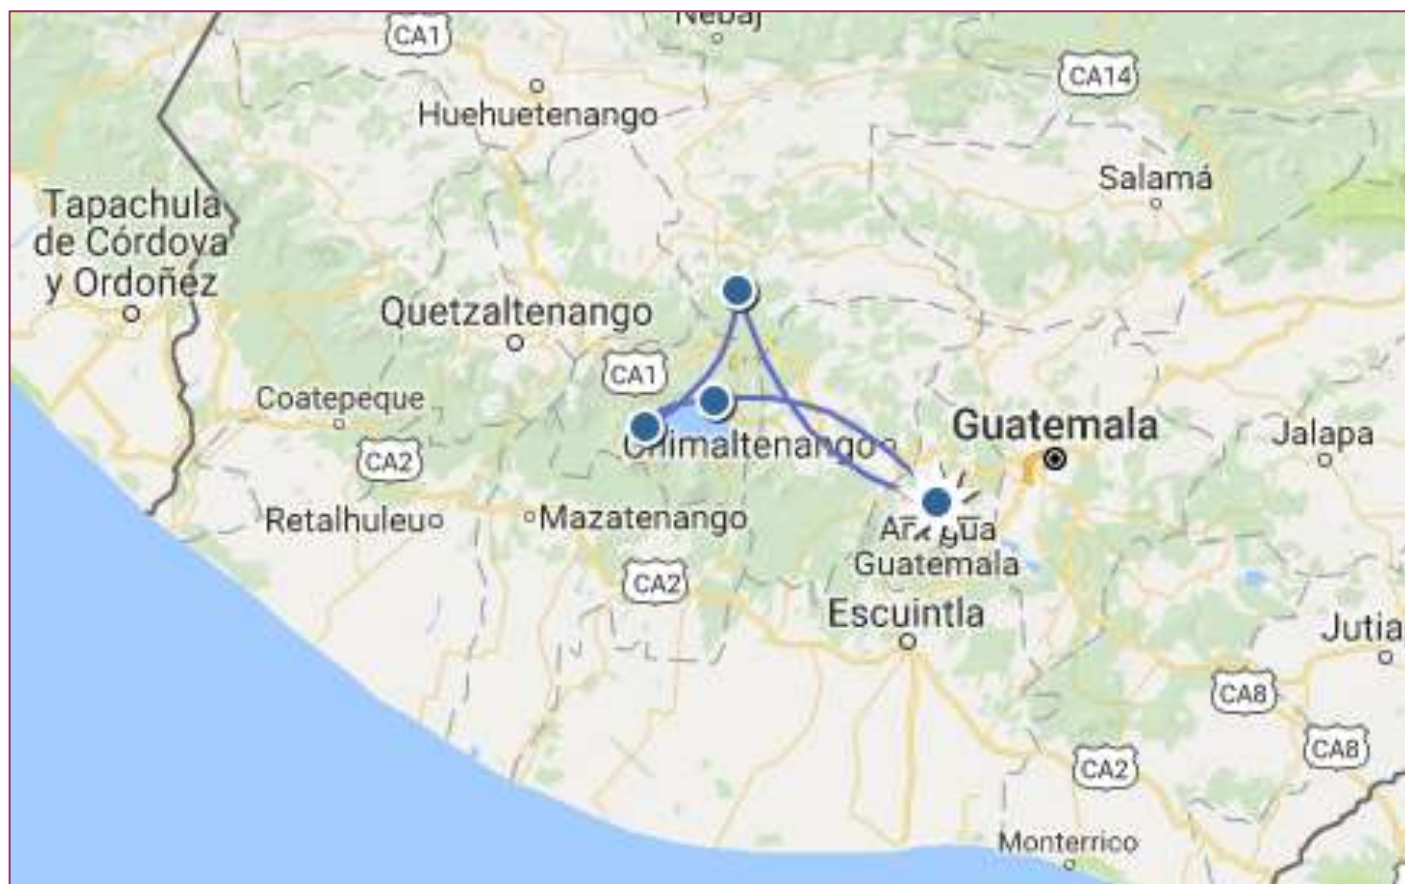 Nebaj
CA1
CA14
Huehuetenango
Salamá
Tapachula
de Córdova
y Ordoñez
Quetzaltenango
CA1
Coatepeque
Guatemala
Chimaltenango
Jalapa
CA2
Retalhuleu
Mazatenango
Guatemala
CA2
Escuintla
Jutia
CA8
CA8
CA2
Monterrico